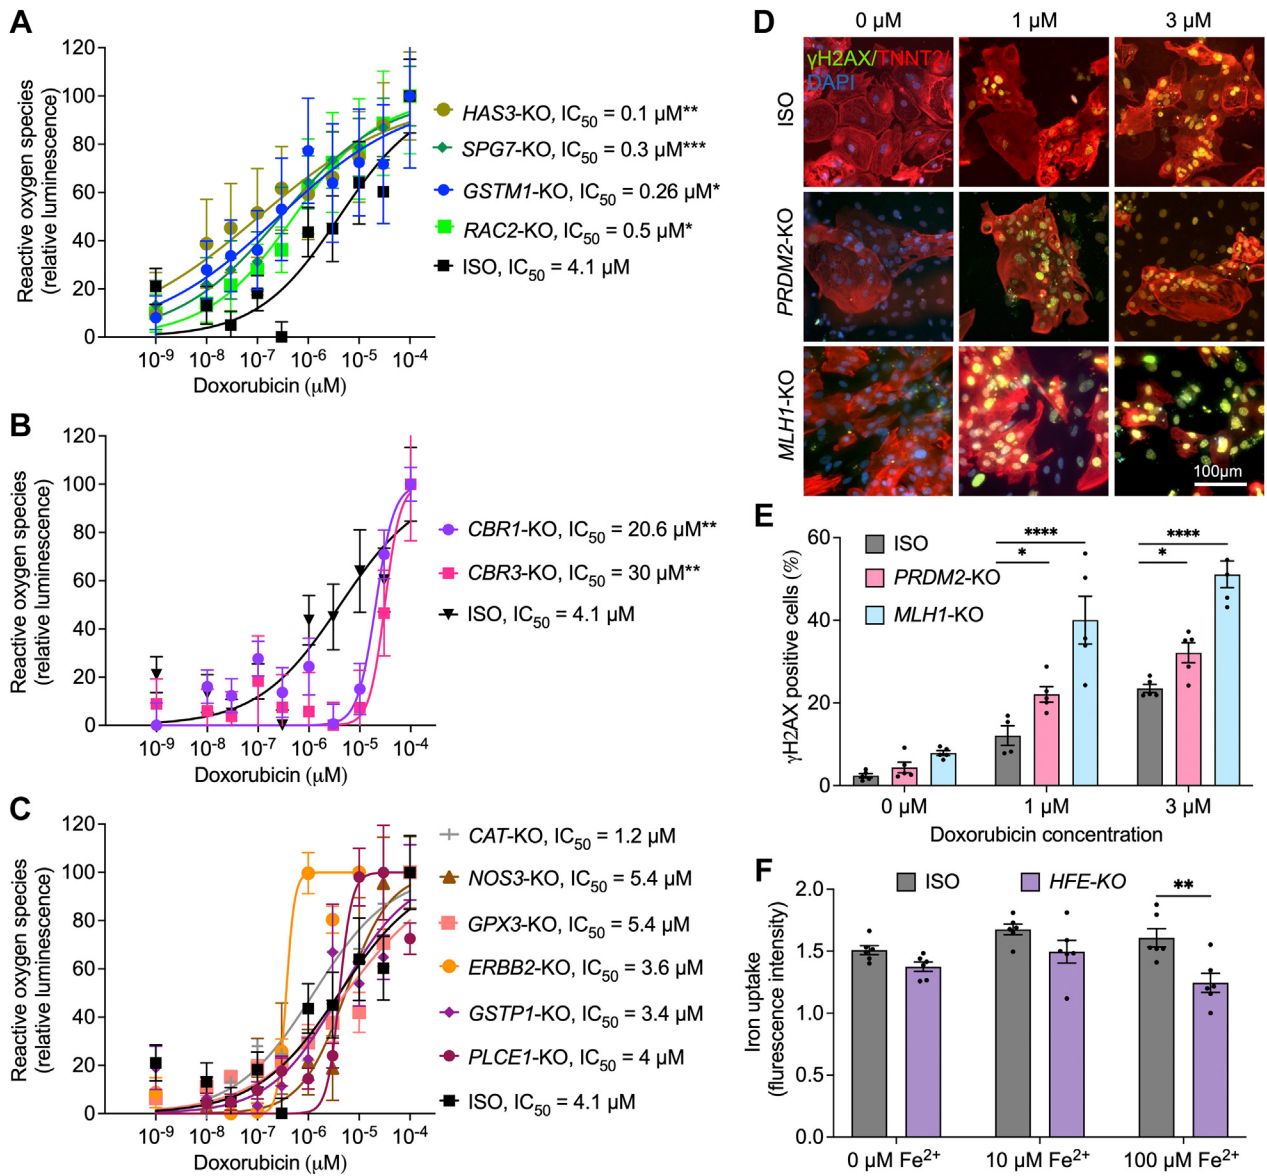 A
Reactive oxygen species
(relative luminescence)
120
100
80
60
40
20
0
10-9
10-8
10-7
10-6
10-5
10-4
Doxorubicin (µM)
HAS3-KO, IC50 = 0.1 µM**
SPG7-KO, IC50 = 0.3 µM***
GSTM1-KO, IC50 = 0.26 µM*
RAC2-KO, IC50 = 0.5 µM*
ISO, IC50 = 4.1 µM
B
Reactive oxygen species
(relative luminescence)
120
100
80
60
40
20
0
10-9
10-8
10-7
10-6
10-5
10-4
Doxorubicin (µM)
CBR1-KO, IC50 = 20.6 µM**
CBR3-KO, IC50 = 30 µM**
ISO, IC50 = 4.1 µM
C
Reactive oxygen species
(relative luminescence)
120
100
80
60
40
20
0
10-9
10-8
10-7
10-6
10-5
10-4
Doxorubicin (µM)
CAT-KO, IC50 = 1.2 µM
NOS3-KO, IC50 = 5.4 µM
GPX3-KO, IC50 = 5.4 µM
ERBB2-KO, IC50 = 3.6 µM
GSTP1-KO, IC50 = 3.4 µM
PLCE1-KO, IC50 = 4 µM
ISO, IC50 = 4.1 µM
D
0 µM
1 µM
3 µM
γH2AX/TNNT2/
DAPI
ISO
PRDM2-KO
MLH1-KO
100µm
E
γH2AX positive cells (%)
60
40
20
0
ISO
PRDM2-KO
MLH1-KO
****
*
****
*
0 µM
1 µM
3 µM
Doxorubicin concentration
F
Iron uptake
(flurescence intensity)
2.0
1.5
1.0
0.5
0.0
ISO
HFE-KO
**
0 µM Fe2+
10 µM Fe2+
100 µM Fe2+